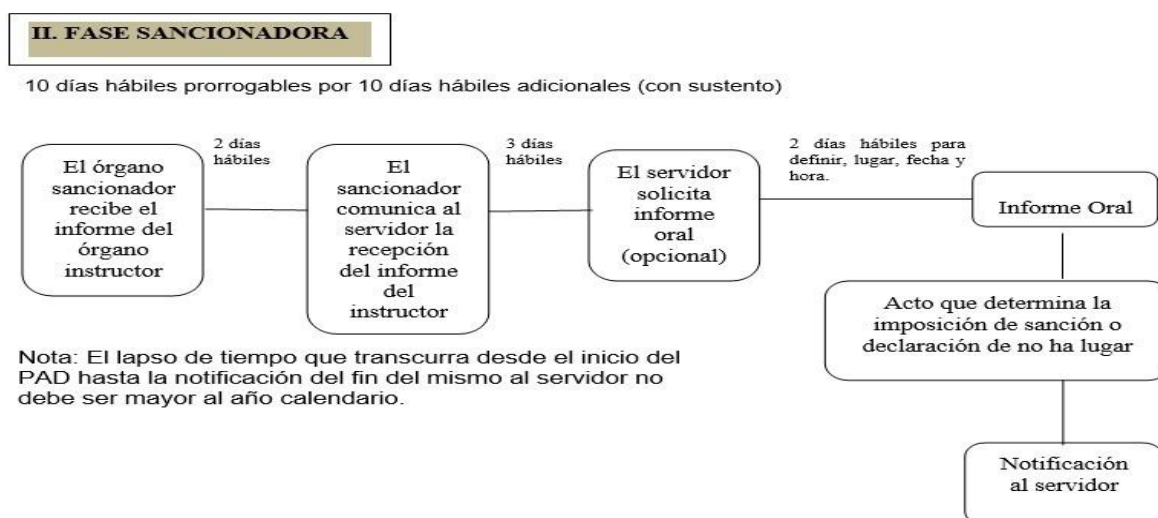 II. FASE SANCIONADORA
10 días hábiles prorrogables por 10 días hábiles adicionales (con sustento)
El órgano
sancionador
recibe el
informe del
órgano
instructor
2 días
hábiles
El
sancionador
comunica al
servidor la
recepción
del informe
del
instructor
3 días
hábiles
El servidor
solicita
informe
oral
(opcional)
2 días hábiles para
definir, lugar, fecha y
hora.
Informe Oral
Acto que determina la
imposición de sanción o
declaración de no ha lugar
Notificación
al servidor
Nota: El lapso de tiempo que transcurra desde el inicio del
PAD hasta la notificación del fin del mismo al servidor no
debe ser mayor al año calendario.